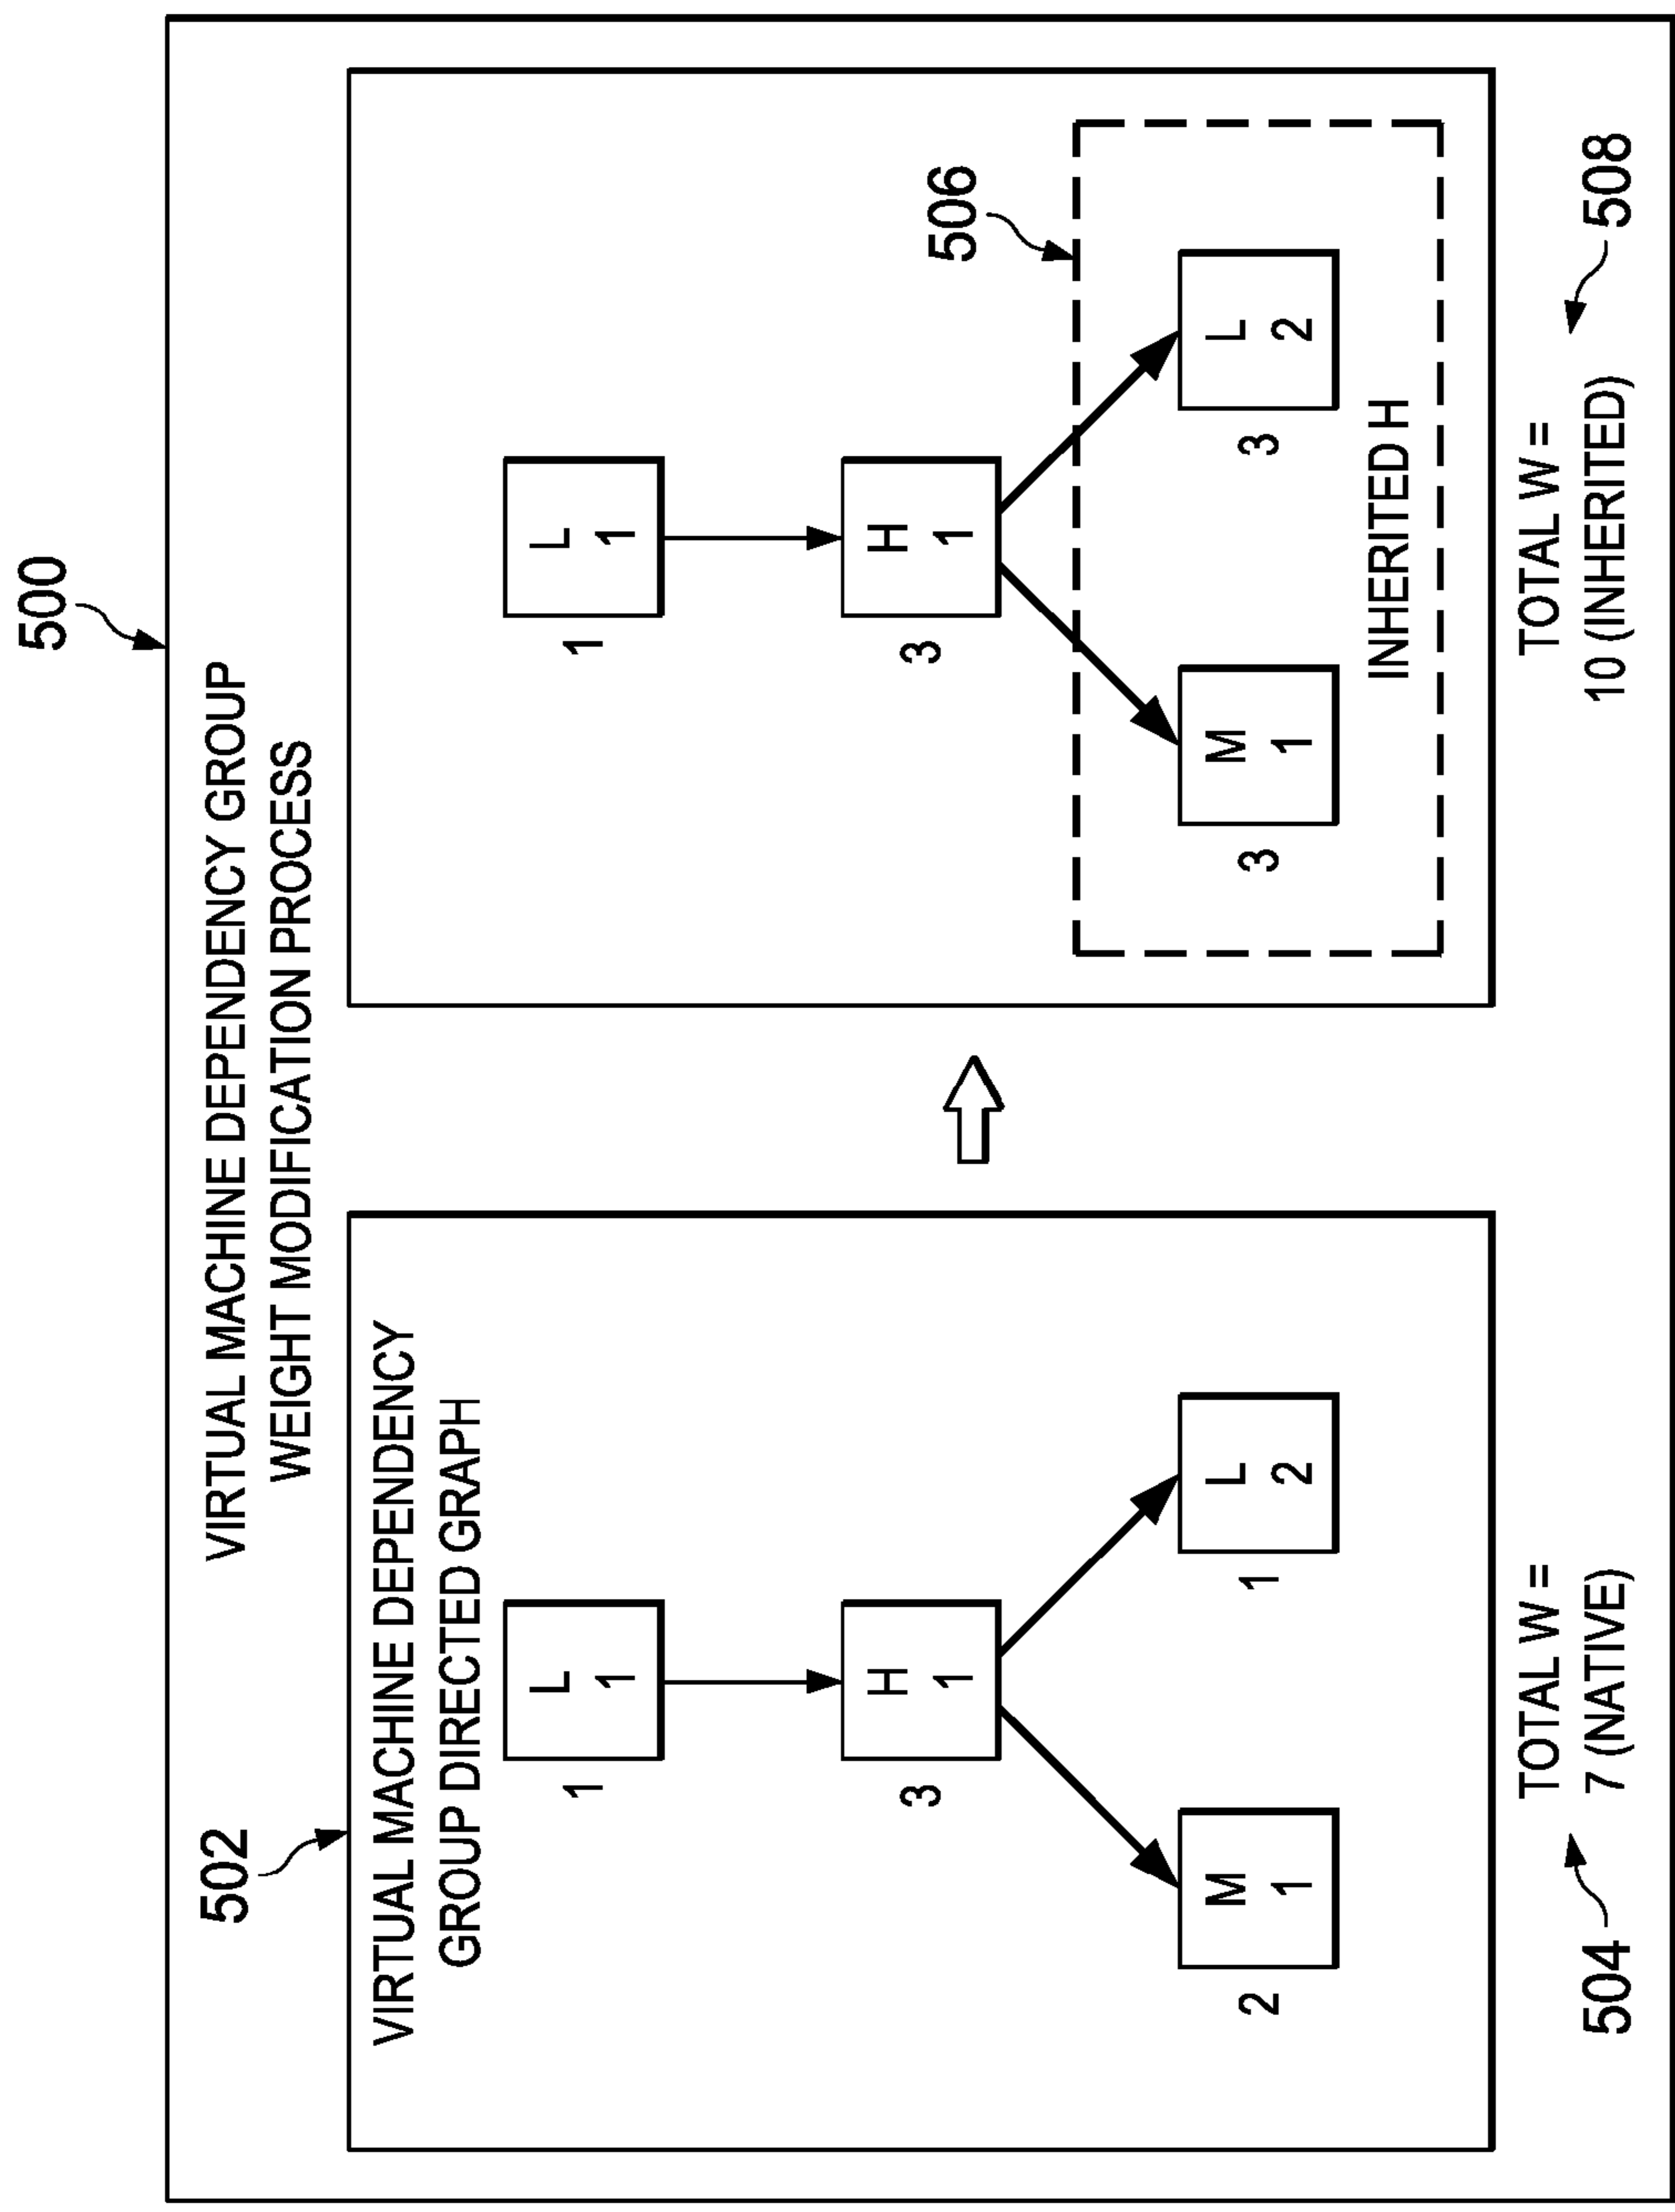 500
VIRTUAL MACHINE DEPENDENCY GROUP
WEIGHT MODIFICATION PROCESS
502
VIRTUAL MACHINE DEPENDENCY
GROUP DIRECTED GRAPH
L
1
1
H
1
3
M
1
2
L
2
1
TOTAL W =
7 (NATIVE)
504
L
1
1
H
1
3
506
M
1
3
L
2
3
INHERITED H
TOTAL W =
10 (INHERITED)
508